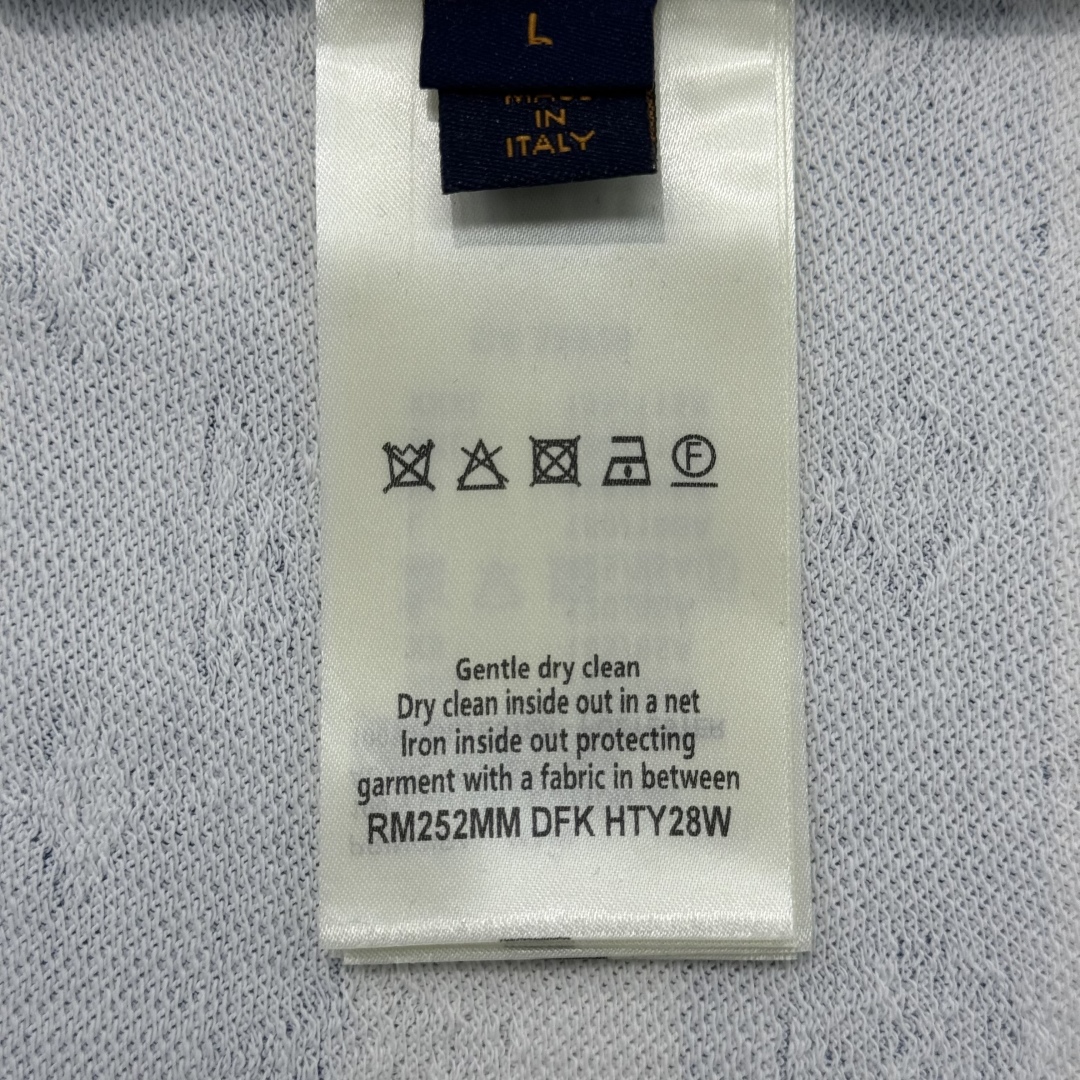 L
MADE
IN
ITALY
F
Gentle dry clean
Dry clean inside out in a net
Iron inside out protecting
garment with a fabric in between
RM252MM DFK HTY28W